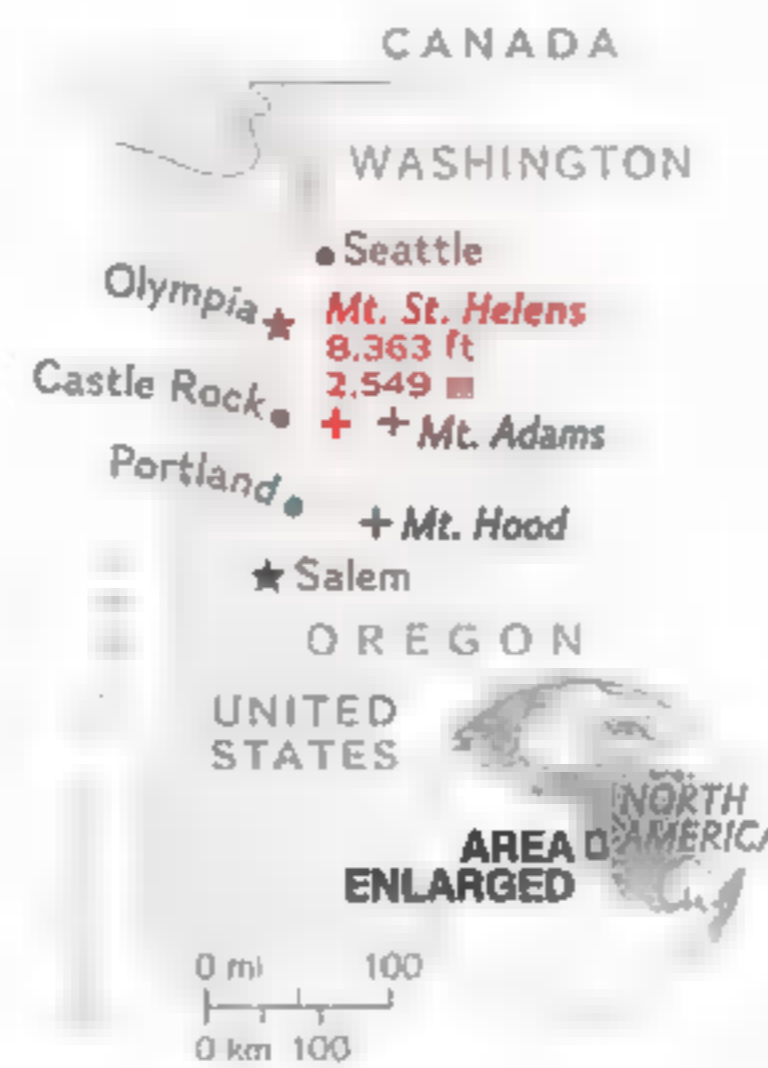 CANADA
WASHINGTON
Seattle
Olympia
Mt. St. Helens
8,363 ft
2,549
Castle Rock
Mt. Adams
Portland
Mt. Hood
Salem
OREGON
UNITED
STATES
NORTH
AMERICA
AREA
ENLARGED
0 mi 100
0 km 100